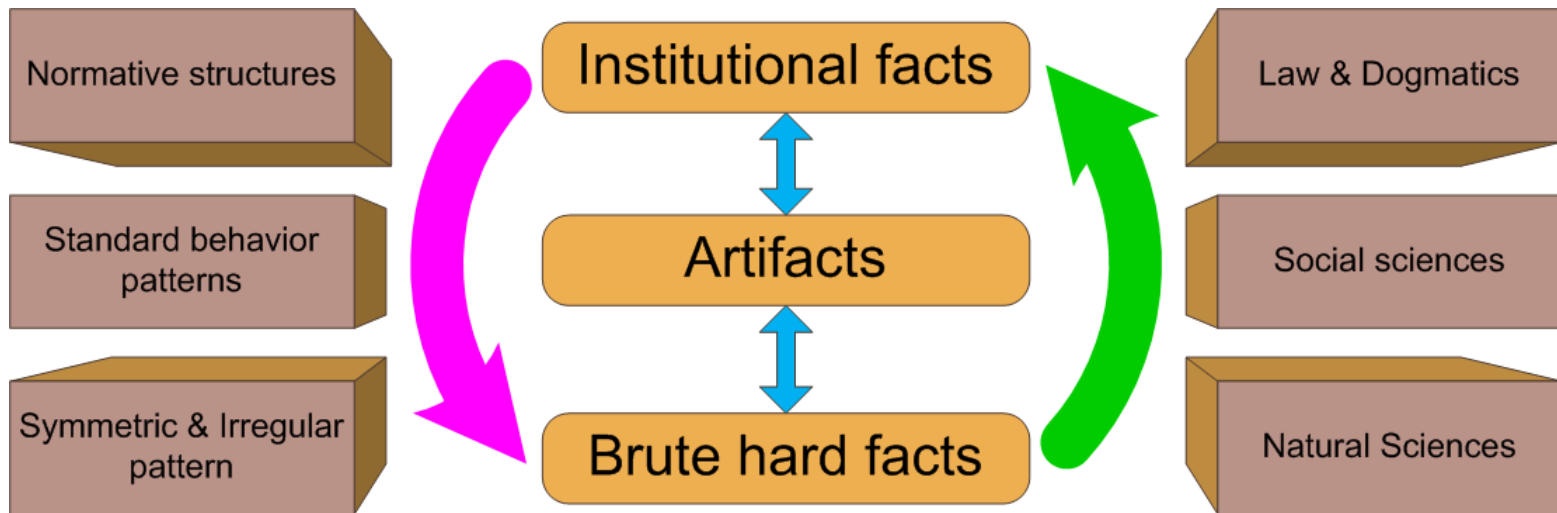 Normative structures
Institutional facts
Law & Dogmatics
Standard behavior
patterns
Artifacts
Social sciences
Symmetric & Irregular
pattern
Brute hard facts
Natural Sciences